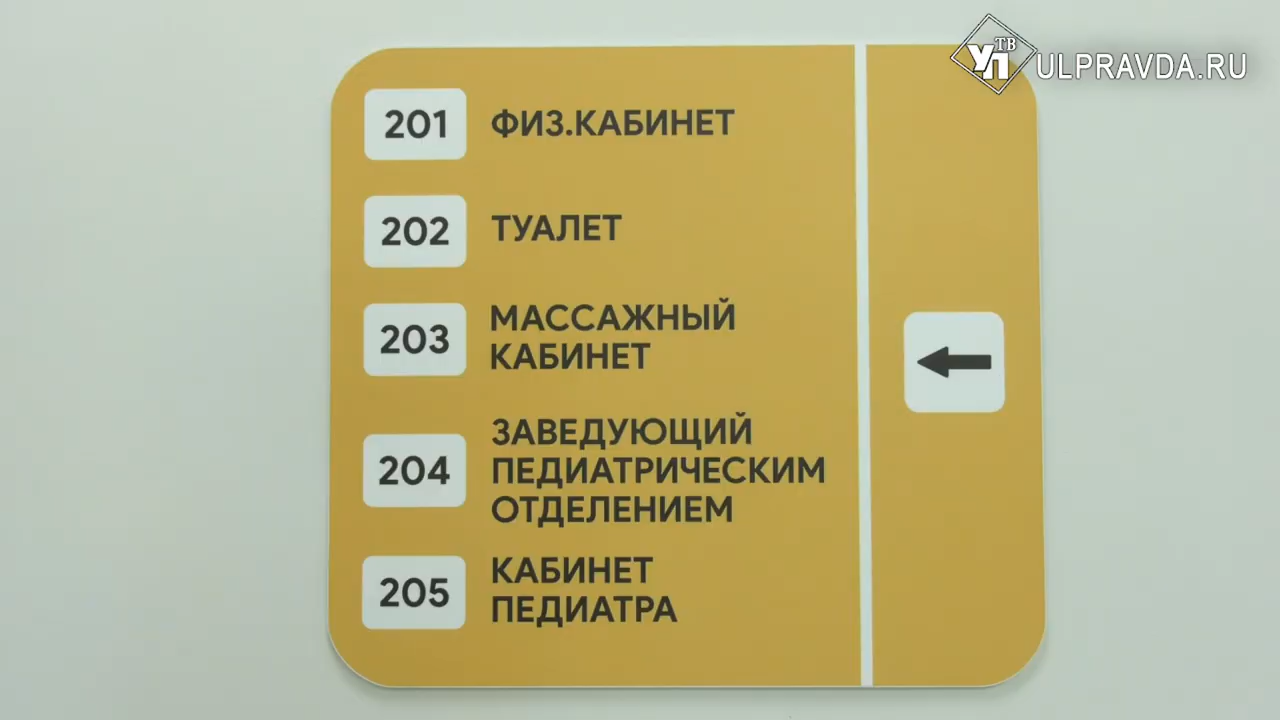 УП ТВ ULPRAVDA.RU
201 ФИЗ.КАБИНЕТ
202 ТУАЛЕТ
203 МАССАЖНЫЙ
КАБИНЕТ
204 ЗАВЕДУЮЩИЙ
ПЕДИАТРИЧЕСКИМ
ОТДЕЛЕНИЕМ
205 КАБИНЕТ
ПЕДИАТРА